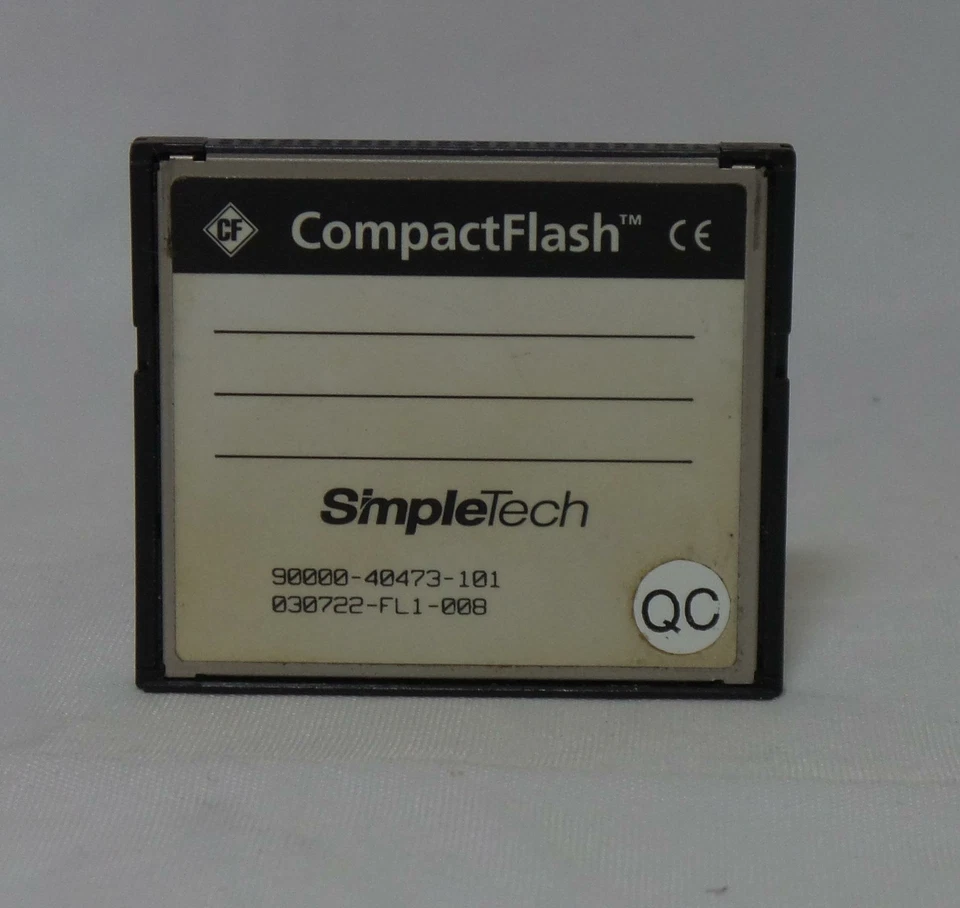 CF CompactFlash™ CE
SimpleTech
90000-40473-101
030722-FL1-008
QC